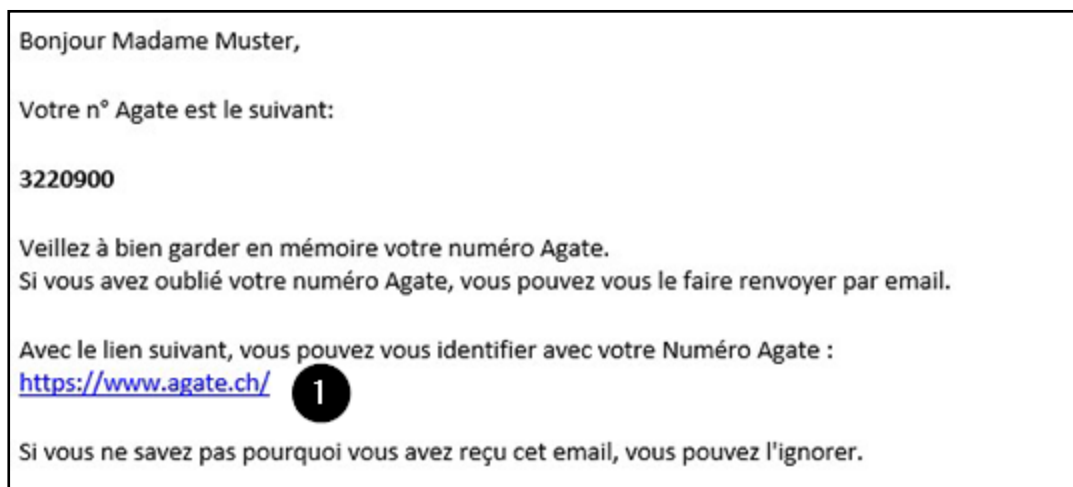 Bonjour Madame Muster,
Votre n° Agate est le suivant:
3220900
Veillez à bien garder en mémoire votre numéro Agate.
Si vous avez oublié votre numéro Agate, vous pouvez vous le faire renvoyer par email.
Avec le lien suivant, vous pouvez vous identifier avec votre Numéro Agate :
https://www.agate.ch/ 1
Si vous ne savez pas pourquoi vous avez reçu cet email, vous pouvez l'ignorer.